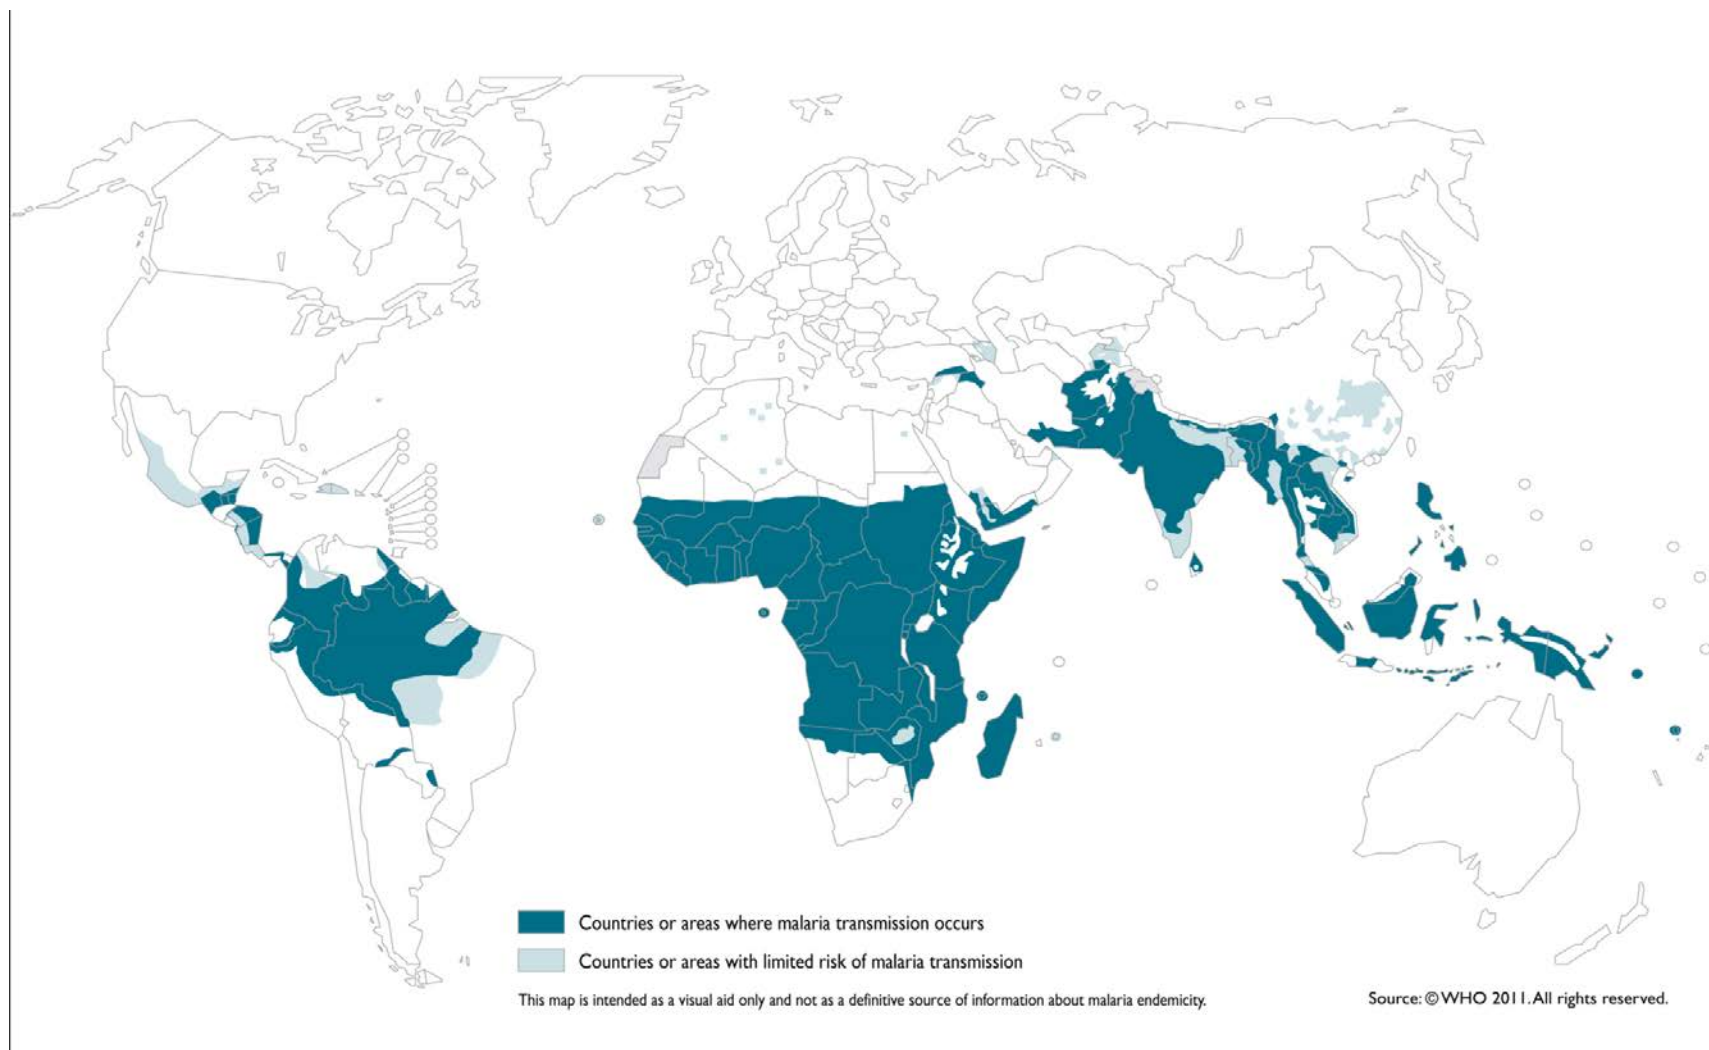 Countries or areas where malaria transmission occurs
Countries or areas with limited risk of malaria transmission
This map is intended as a visual aid only and not as a definitive source of information about malaria endemicity.
Source: © WHO 2011. All rights reserved.